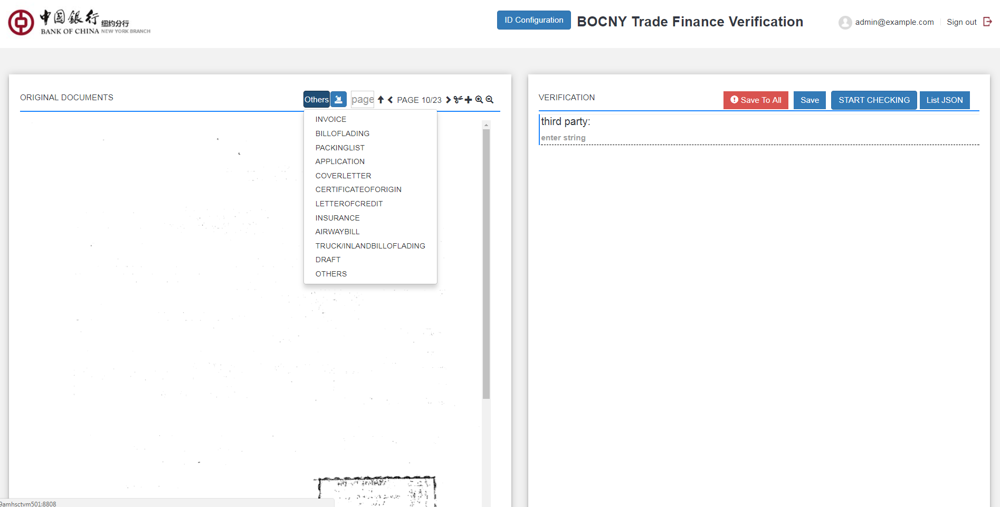 中国銀行 纽约分行
BANK OF CHINA NEW YORK BRANCH
ID Configuration
BOCNY Trade Finance Verification
admin@example.com
Sign out
ORIGINAL DOCUMENTS
Others
page
PAGE 10/23
INVOICE
BILLOFLADING
PACKINGLIST
APPLICATION
COVERLETTER
CERTIFICATEOFORIGIN
LETTEROFCREDIT
INSURANCE
AIRWAYBILL
TRUCK/INLANDBILLOFLADING
DRAFT
OTHERS
VERIFICATION
Save To All
Save
START CHECKING
List JSON
third party:
enter string
9amhsctvm501:8808